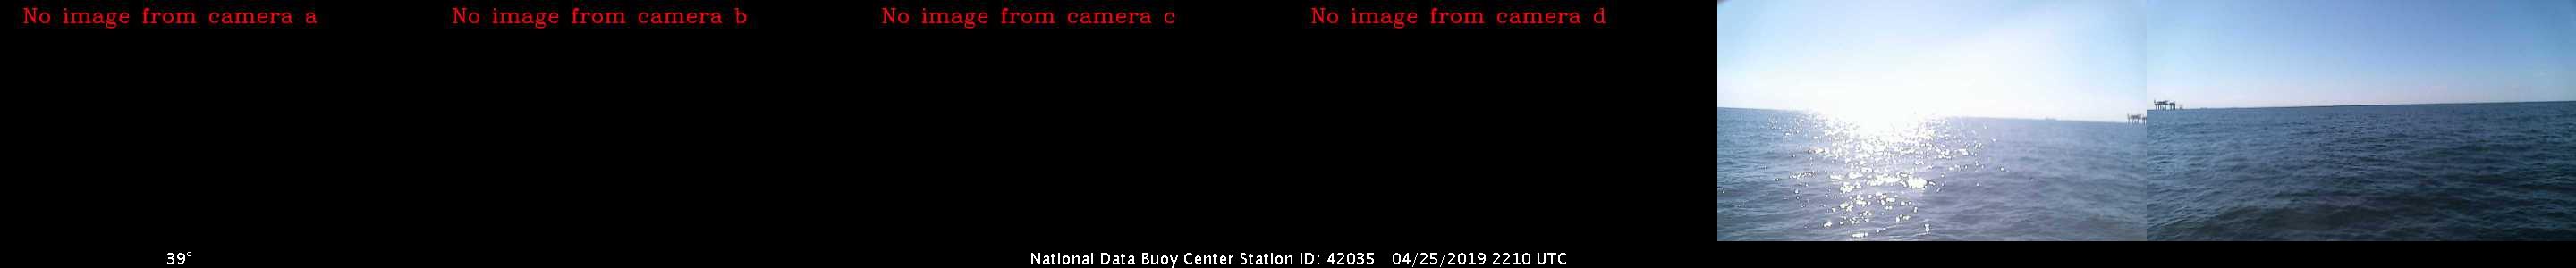 No image from camera a
No image from camera b
No image from camera c
No image from camera d
39°
National Data Buoy Center Station ID: 42035 04/25/2019 2210 UTC